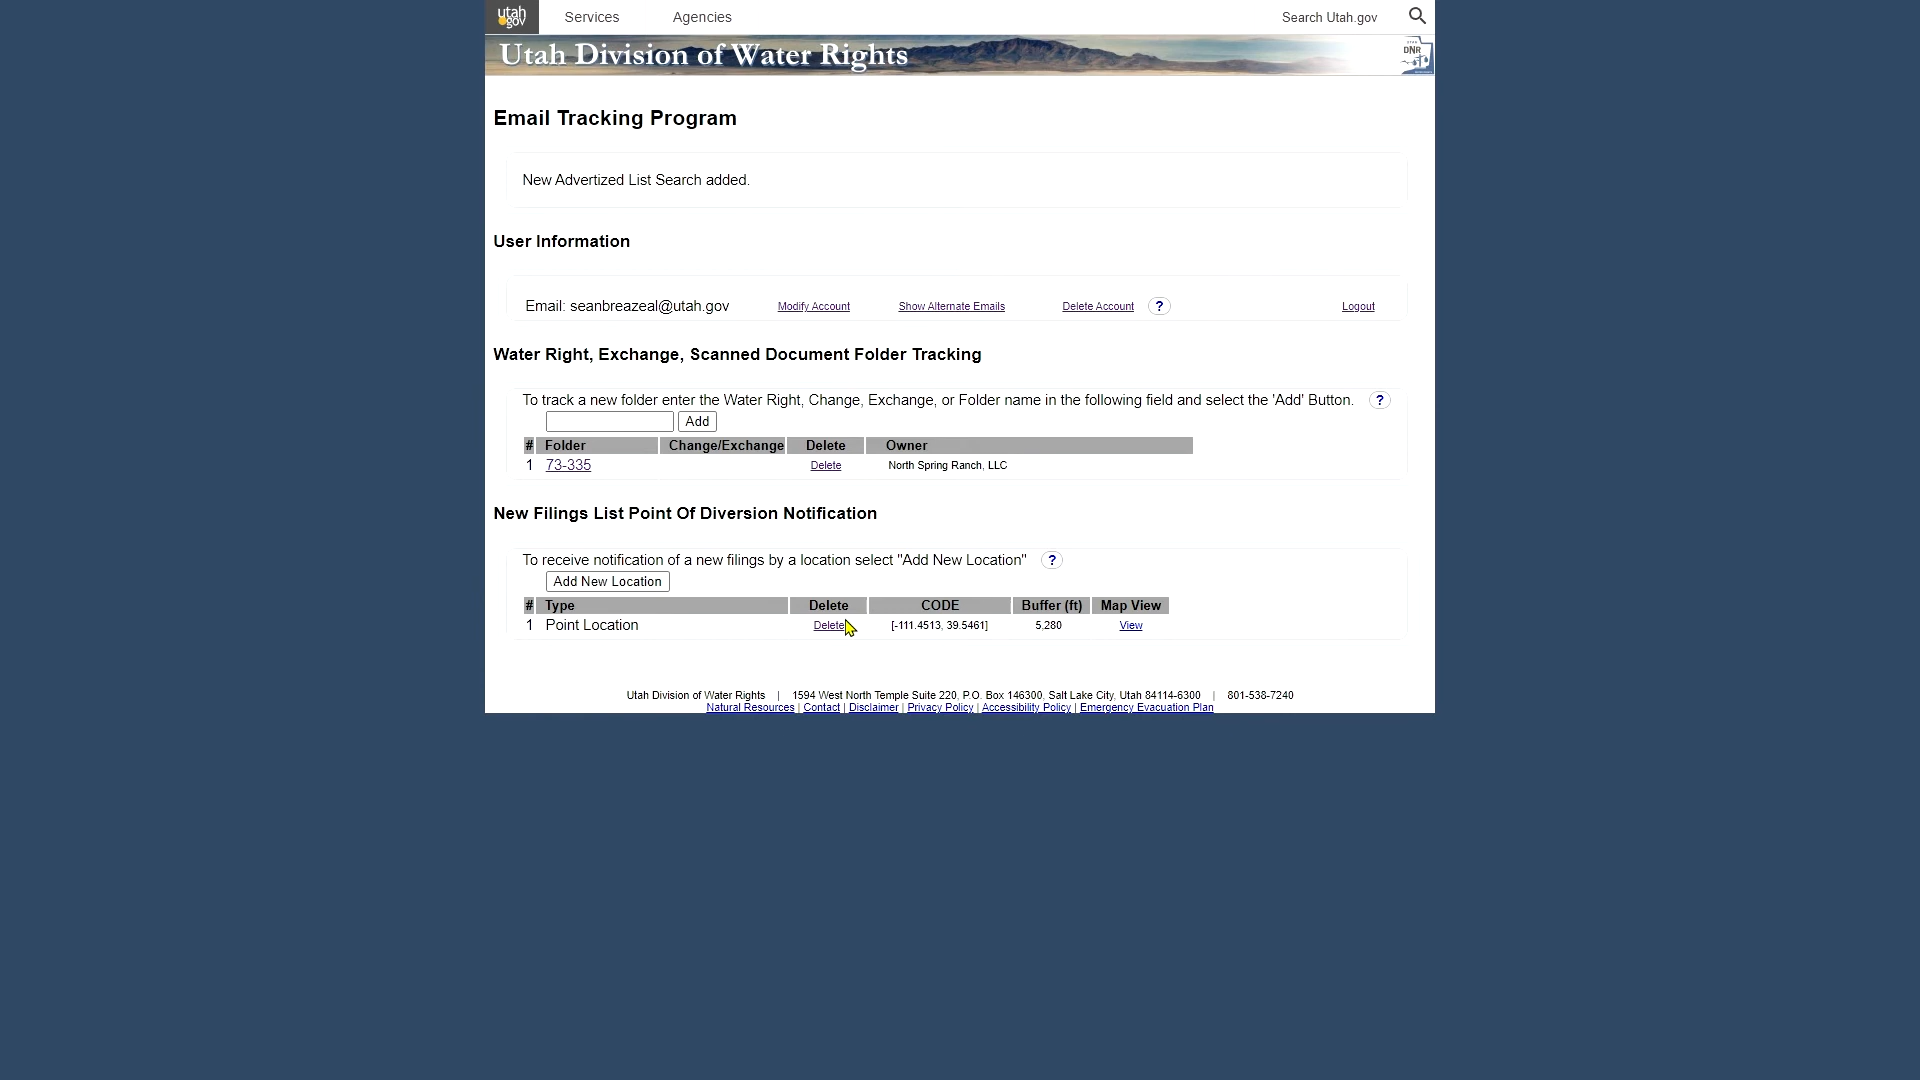 utah gov Services Agencies Search Utah.gov
Utah Division of Water Rights
DNR
Email Tracking Program
New Advertized List Search added.
User Information
Email: seanbreazeal@utah.gov Modify Account Show Alternate Emails Delete Account ? Logout
Water Right, Exchange, Scanned Document Folder Tracking
To track a new folder enter the Water Right, Change, Exchange, or Folder name in the following field and select the 'Add' Button. ?
Add
# Folder Change/Exchange Delete Owner
1 73-335 Delete North Spring Ranch, LLC
New Filings List Point Of Diversion Notification
To receive notification of a new filings by a location select "Add New Location" ?
Add New Location
# Type Delete CODE Buffer (ft) Map View
1 Point Location Delete [-111.4513, 39.5461] 5,280 View
Utah Division of Water Rights | 1594 West North Temple Suite 220, P.O. Box 146300, Salt Lake City, Utah 84114-6300 | 801-538-7240
Natural Resources | Contact | Disclaimer | Privacy Policy | Accessibility Policy | Emergency Evacuation Plan